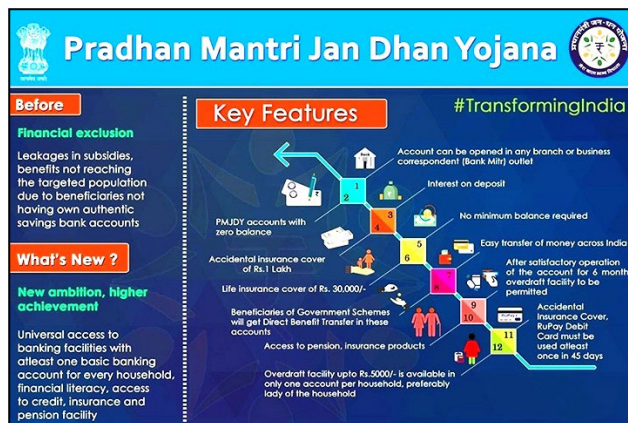 Pradhan Mantri Jan Dhan Yojana
प्रधानमंत्री जन-धन योजना
Before
Financial exclusion
Leakages in subsidies,
benefits not reaching
the targeted population
due to beneficiaries not
having own authentic
savings bank accounts
What's New ?
New ambition, higher
achievement
Universal access to
banking facilities with
atleast one basic banking
account for every household,
financial literacy, access
to credit, insurance and
pension facility
Key Features
#TransformingIndia
Account can be opened in any branch or business
correspondent (Bank Mitr) outlet
1
2
Interest on deposit
PMJDY accounts with
zero balance
3
4
No minimum balance required
Accidental insurance cover
of Rs.1 Lakh
5
6
Easy transfer of money across India
Life insurance cover of Rs. 30,000/-
7
8
After satisfactory operation
of the account for 6 month
overdraft facility to be
permitted
Beneficiaries of Government Schemes
will get Direct Benefit Transfer in these
accounts
9
10
Accidental
Insurance Cover,
RuPay Debit
Card must be
used atleast
once in 45 days
RuPay
Access to pension, insurance products
11
12
Overdraft facility upto Rs.5000/- is available in
only one account per household, preferably
lady of the household